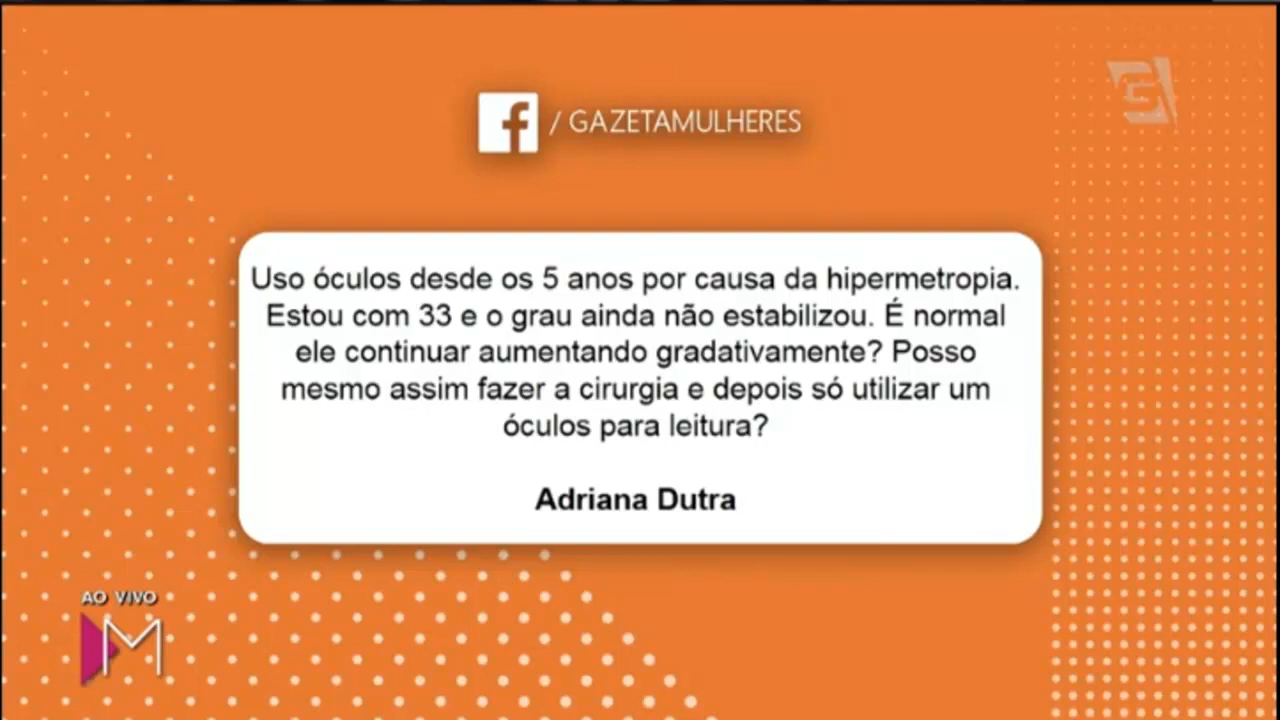 f / GAZETAMULHERES
Uso óculos desde os 5 anos por causa da hipermetropia.
Estou com 33 e o grau ainda não estabilizou. É normal
ele continuar aumentando gradativamente? Posso
mesmo assim fazer a cirurgia e depois só utilizar um
óculos para leitura?
Adriana Dutra
AO VIVO
M